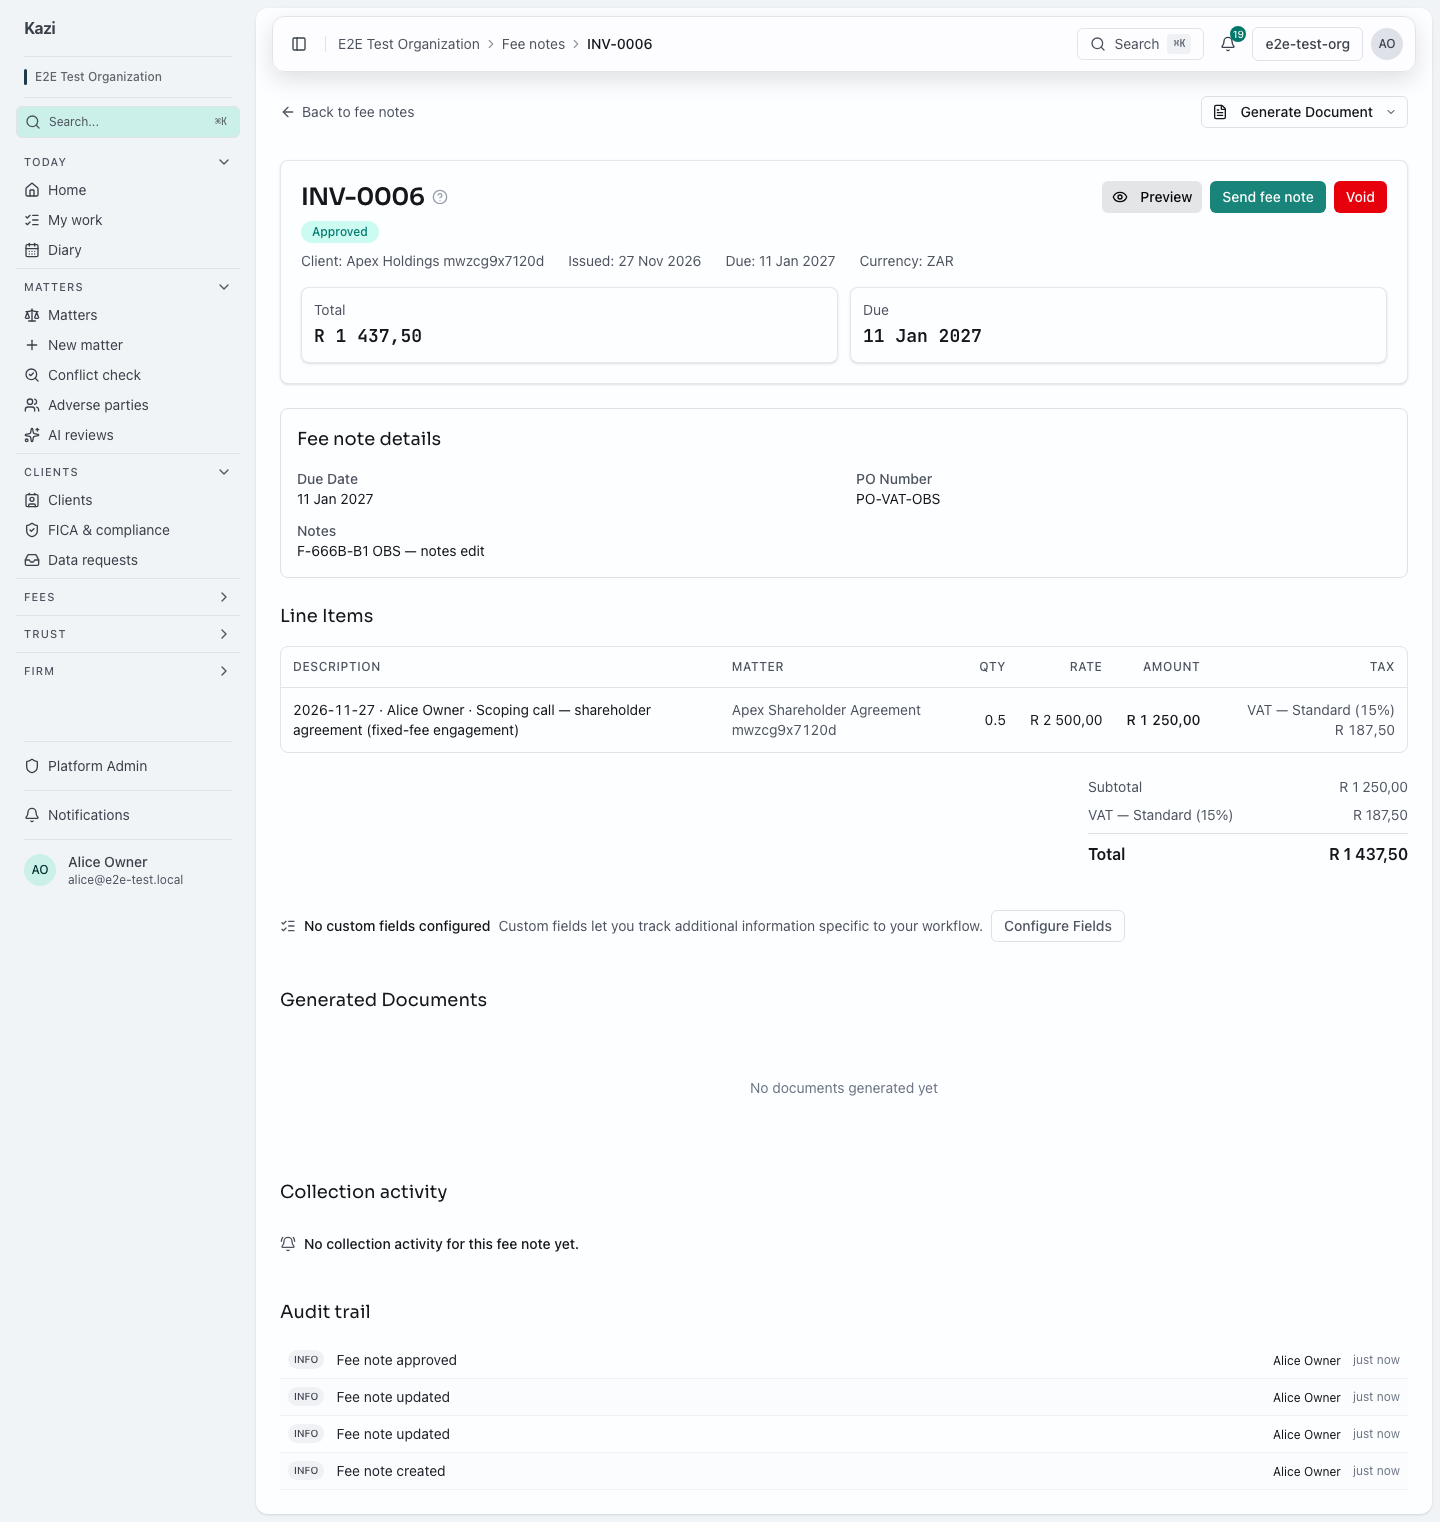 Kazi
E2E Test Organization
Search... ⌘K
TODAY
Home
My work
Diary
MATTERS
Matters
New matter
Conflict check
Adverse parties
AI reviews
CLIENTS
Clients
FICA & compliance
Data requests
FEES
TRUST
FIRM
Platform Admin
Notifications
AO
Alice Owner
alice@e2e-test.local
E2E Test Organization > Fee notes > INV-0006
Search ⌘K
19
e2e-test-org
AO
Back to fee notes
Generate Document
INV-0006
Preview
Send fee note
Void
Approved
Client: Apex Holdings mwzcg9x7120d Issued: 27 Nov 2026 Due: 11 Jan 2027 Currency: ZAR
Total
R 1 437,50
Due
11 Jan 2027
Fee note details
Due Date
11 Jan 2027
PO Number
PO-VAT-OBS
Notes
F-666B-B1 OBS — notes edit
Line Items
DESCRIPTION MATTER QTY RATE AMOUNT TAX
2026-11-27 · Alice Owner · Scoping call — shareholder
agreement (fixed-fee engagement)
Apex Shareholder Agreement
mwzcg9x7120d
0.5
R 2 500,00
R 1 250,00
VAT — Standard (15%)
R 187,50
Subtotal R 1 250,00
VAT — Standard (15%) R 187,50
Total R 1 437,50
No custom fields configured Custom fields let you track additional information specific to your workflow. Configure Fields
Generated Documents
No documents generated yet
Collection activity
No collection activity for this fee note yet.
Audit trail
INFO Fee note approved Alice Owner just now
INFO Fee note updated Alice Owner just now
INFO Fee note updated Alice Owner just now
INFO Fee note created Alice Owner just now